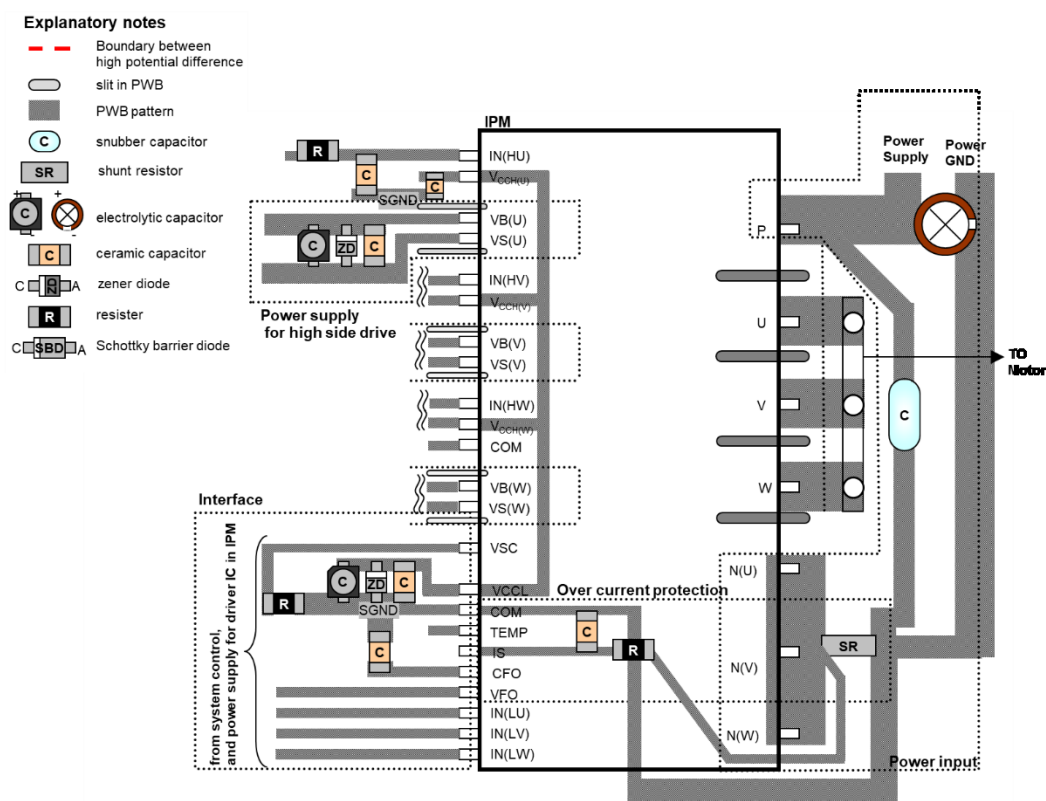 Explanatory notes
Boundary between
high potential difference
slit in PWB
PWB pattern
C
snubber capacitor
SR
shunt resistor
+ +
C
- -
electrolytic capacitor
C
ceramic capacitor
C ZD A
zener diode
R
resister
C SBD A
Schottky barrier diode
IPM
R
IN(HU)
C
VCCH(U)
C
SGND
VB(U)
C ZD C
VS(U)
IN(HV)
VCCH(V)
Power supply
for high side drive
VB(V)
VS(V)
IN(HW)
VCCH(W)
COM
VB(W)
VS(W)
Interface
from system control,
and power supply for driver IC in IPM
VSC
C ZD C
VCCL
R
SGND
COM
TEMP
C
IS
CFO
VFO
IN(LU)
IN(LV)
IN(LW)
Over current protection
C
R
Power
Supply
Power
GND
P
U
V
W
TO
Motor
C
N(U)
N(V)
SR
N(W)
Power input